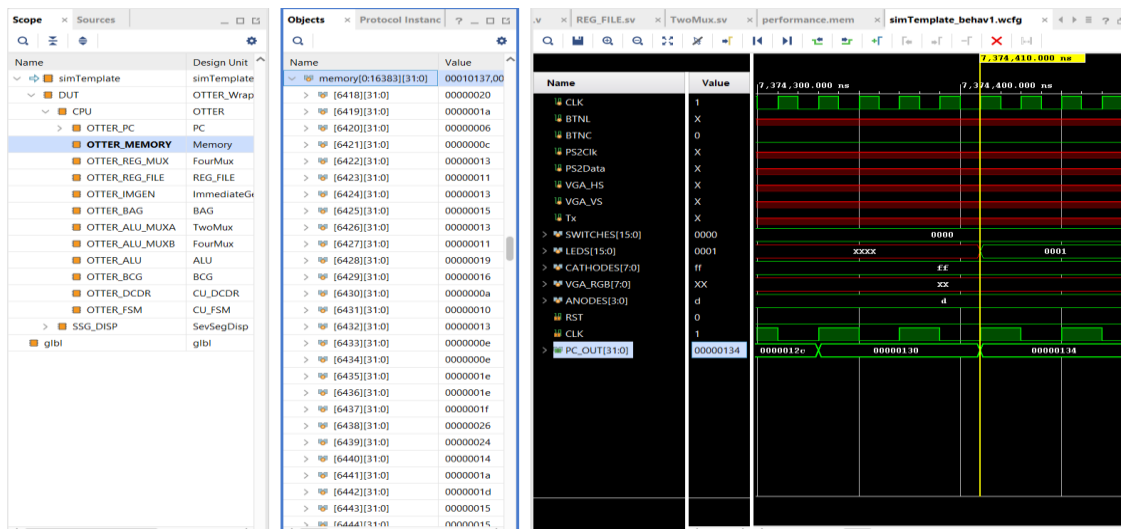 Scope × Sources
Name Design Unit
simTemplate simTemplate
DUT OTTER_Wrap
CPU OTTER
OTTER_PC PC
OTTER_MEMORY Memory
OTTER_REG_MUX FourMux
OTTER_REG_FILE REG_FILE
OTTER_IMGEN ImmediateGe
OTTER_BAG BAG
OTTER_ALU_MUXA TwoMux
OTTER_ALU_MUXB FourMux
OTTER_ALU ALU
OTTER_BCG BCG
OTTER_DCDR CU_DCDR
OTTER_FSM CU_FSM
SSG_DISP SevSegDisp
glbl glbl
Objects × Protocol Instanc ?
Name Value
memory[0:16383][31:0] 00010137,00
[6418][31:0] 00000020
[6419][31:0] 0000001a
[6420][31:0] 00000006
[6421][31:0] 0000000c
[6422][31:0] 00000013
[6423][31:0] 00000011
[6424][31:0] 00000013
[6425][31:0] 00000015
[6426][31:0] 00000013
[6427][31:0] 00000011
[6428][31:0] 00000019
[6429][31:0] 00000016
[6430][31:0] 0000000a
[6431][31:0] 00000010
[6432][31:0] 00000013
[6433][31:0] 0000000e
[6434][31:0] 0000000e
[6435][31:0] 0000001e
[6436][31:0] 0000001e
[6437][31:0] 0000001f
[6438][31:0] 00000026
[6439][31:0] 00000024
[6440][31:0] 00000014
[6441][31:0] 0000001a
[6442][31:0] 0000001d
[6443][31:0] 00000015
[6444][31:0] 00000015
.v × REG_FILE.sv × TwoMux.sv × performance.mem × simTemplate_behav1.wcfg × ?
7,374,410.000 ns
Name Value 7,374,300.000 ns 7,374,400.000 ns
CLK 1
BTNL X
BTNC 0
PS2Clk X
PS2Data X
VGA_HS X
VGA_VS X
Tx X
SWITCHES[15:0] 0000 0000
LEDS[15:0] 0001 XXXX 0001
CATHODES[7:0] ff ff
VGA_RGB[7:0] XX XX
ANODES[3:0] d d
RST 0
CLK 1
PC_OUT[31:0] 00000134 0000012c 00000130 00000134